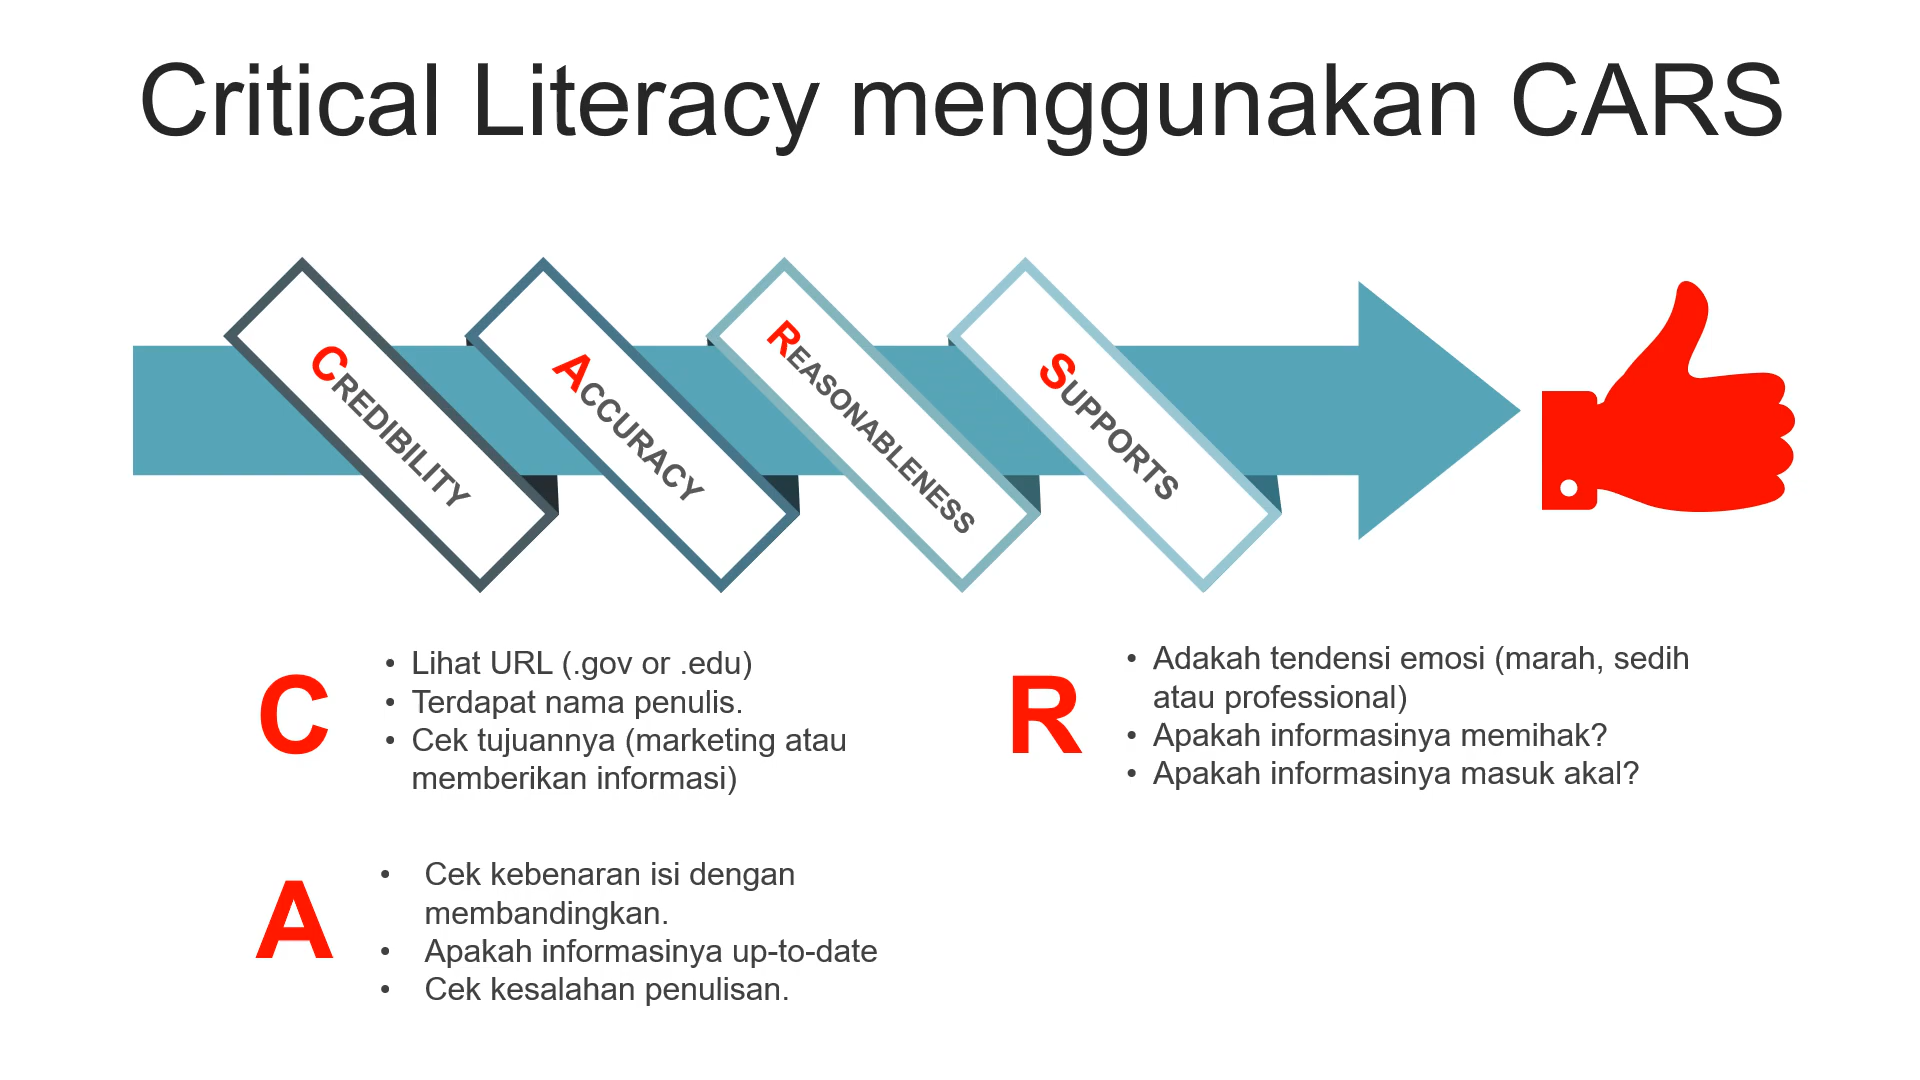 Critical Literacy menggunakan CARS
CREDIBILITY
ACCURACY
REASONABLENESS
SUPPORTS
C
• Lihat URL (.gov or .edu)
• Terdapat nama penulis.
• Cek tujuannya (marketing atau
memberikan informasi)
A
• Cek kebenaran isi dengan
membandingkan.
• Apakah informasinya up-to-date
• Cek kesalahan penulisan.
R
• Adakah tendensi emosi (marah, sedih
atau professional)
• Apakah informasinya memihak?
• Apakah informasinya masuk akal?